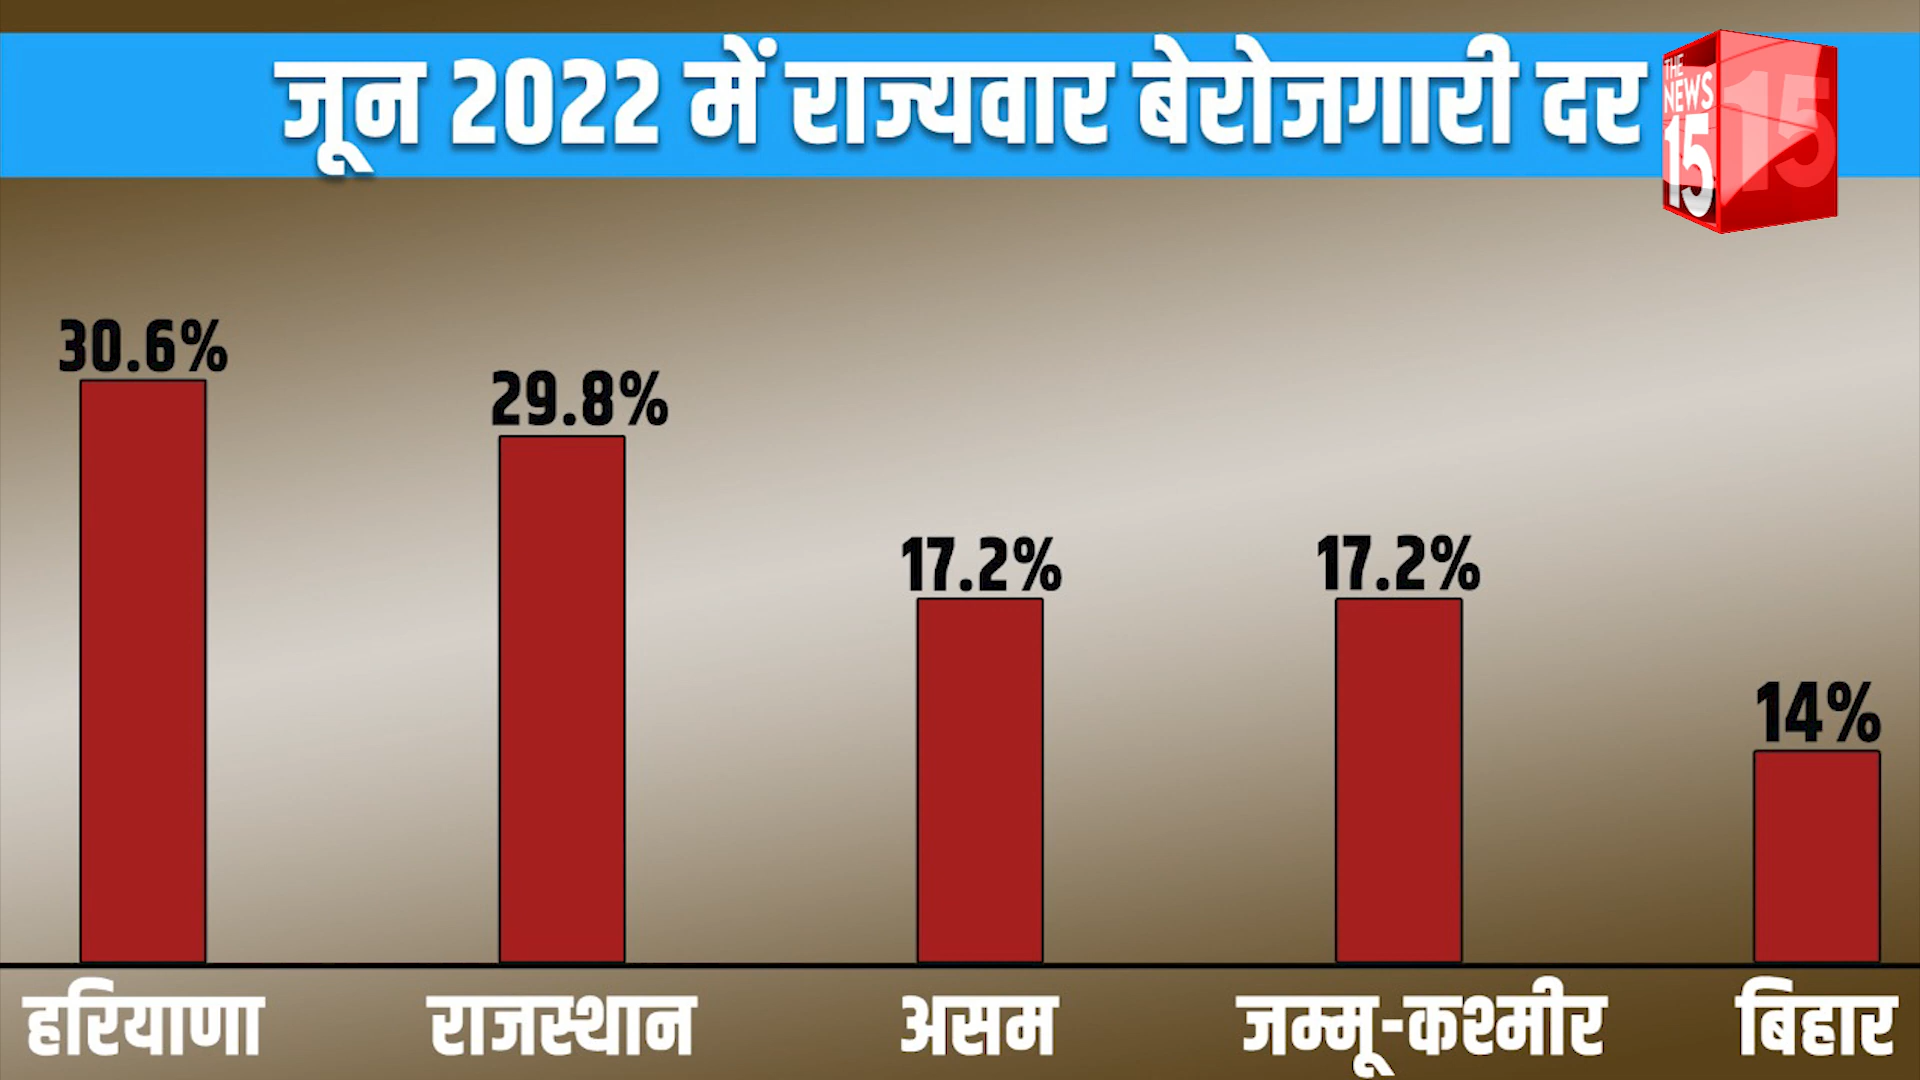 जून 2022 में राज्यवार बेरोजगारी दर
THE
NEWS
15
15
30.6%
29.8%
17.2%
17.2%
14%
हरियाणा
राजस्थान
असम
जम्मू-कश्मीर
बिहार